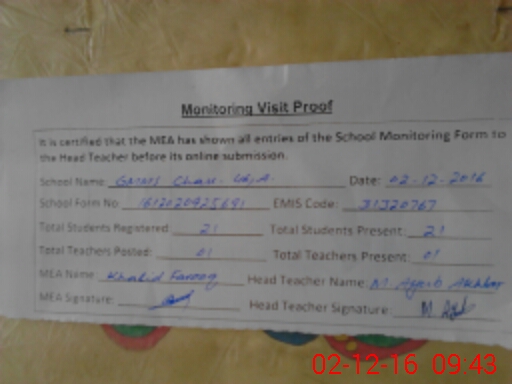 Monitoring Visit Proof
It is certified that the MEA has shown all entries of the School Monitoring Form to
the Head Teacher before its online submission.
School Name: GMMS Date: 02-12-2016
School Form No. 1612020925691 EMIS Code: 31320767
Total Students Registered: 21 Total Students Present: 21
Total Teachers Posted: 01 Total Teachers Present: 01
MEA Name: Khalid Farooq Head Teacher Name: M
MEA Signature: Head Teacher Signature M
02-12-16 09:43